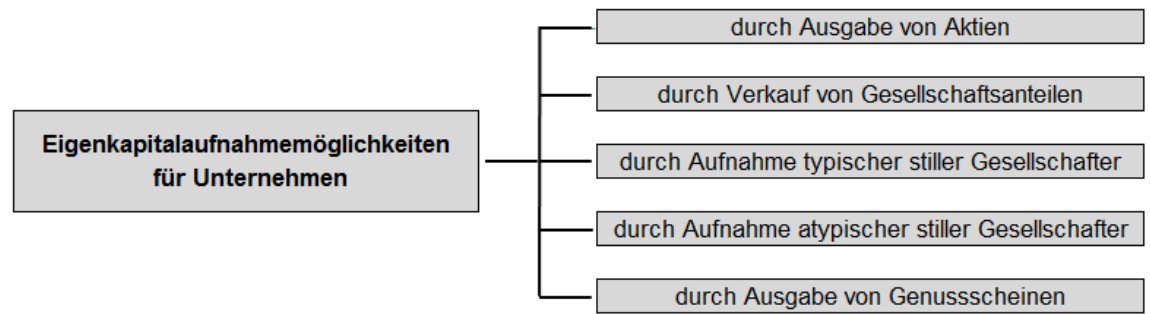 Eigenkapitalaufnahmemöglichkeiten
für Unternehmen
durch Ausgabe von Aktien
durch Verkauf von Gesellschaftsanteilen
durch Aufnahme typischer stiller Gesellschafter
durch Aufnahme atypischer stiller Gesellschafter
durch Ausgabe von Genussscheinen